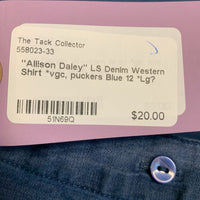 The Tack Collector
558023-33
"Allison Daley" LS Denim Western
Shirt *vgc, puckers Blue 12 *Lg?
51N69Q
$20.00